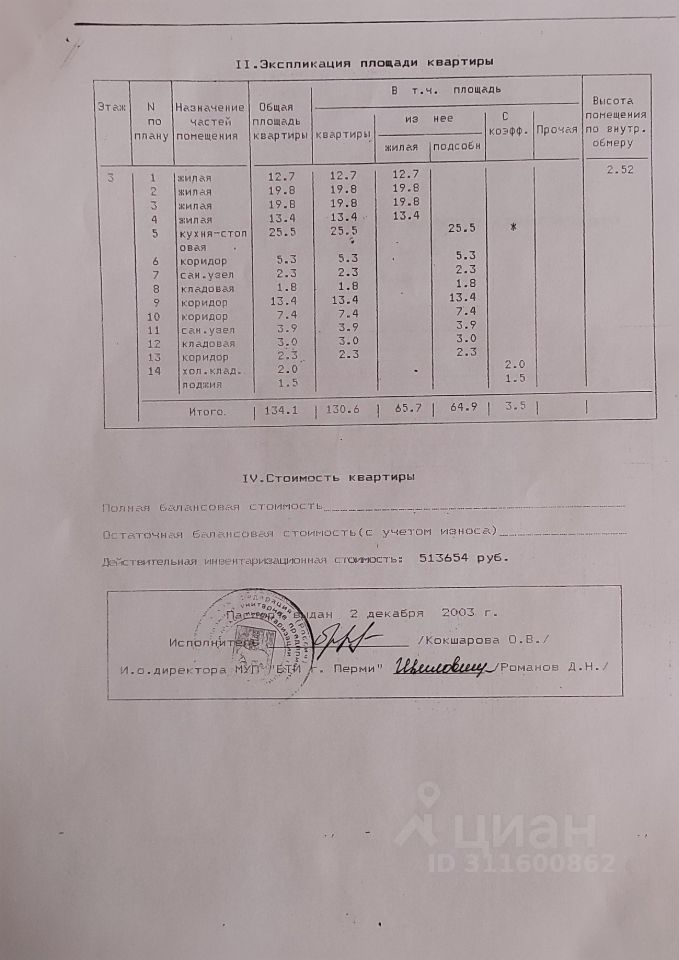 II.Экспликация площади квартиры
Этаж N по плану Назначение частей помещения Общая площадь квартиры В т.ч. площадь Высота помещения по внутр. обмеру
квартиры из нее С коэфф. Прочая
жилая подсобн
2.52
3 1 жилая 12.7 12.7 12.7
2 жилая 19.8 19.8 19.8
3 жилая 19.8 19.8 19.8
4 жилая 13.4 13.4 13.4
5 кухня-стол 25.5 25.5 25.5 *
овая
6 коридор 5.3 5.3 5.3
7 сан.узел 2.3 2.3 2.3
8 кладовая 1.8 1.8 1.8
9 коридор 13.4 13.4 13.4
10 коридор 7.4 7.4 7.4
11 сан.узел 3.9 3.9 3.9
12 кладовая 3.0 3.0 3.0
13 коридор 2.3 2.3 2.3
14 хол.клад. 2.0 2.0
лоджия 1.5 1.5
Итого. 134.1 130.6 65.7 64.9 3.5
IV.Стоимость квартиры
Полная балансовая стоимость
Остаточная балансовая стоимость(с учетом износа)
Действительная инвентаризационная стоимость: 513654 руб.
Паспорт выдан 2 декабря 2003 г.
Исполнитель /Кокшарова О.В./
И.о.директора МУП "БТИ г. Перми" /Романов Д.Н./
циан
ID 311600862